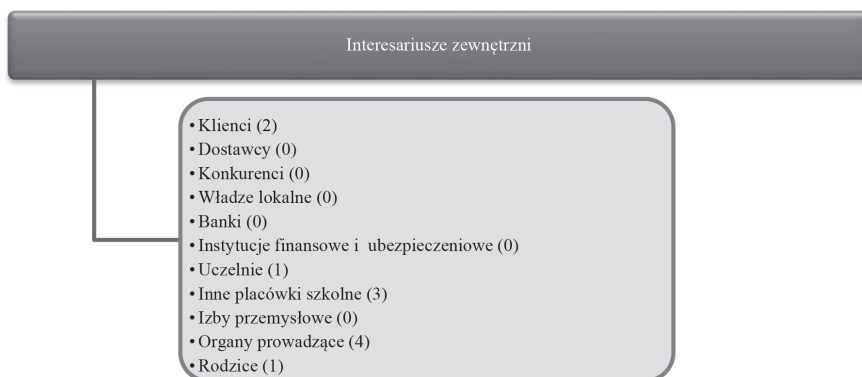 Interesariusze zewnętrzni
• Klienci (2)
• Dostawcy (0)
• Konkurenci (0)
• Władze lokalne (0)
• Banki (0)
• Instytucje finansowe i ubezpieczeniowe (0)
• Uczelnie (1)
• Inne placówki szkolne (3)
• Izby przemysłowe (0)
• Organy prowadzące (4)
• Rodzice (1)